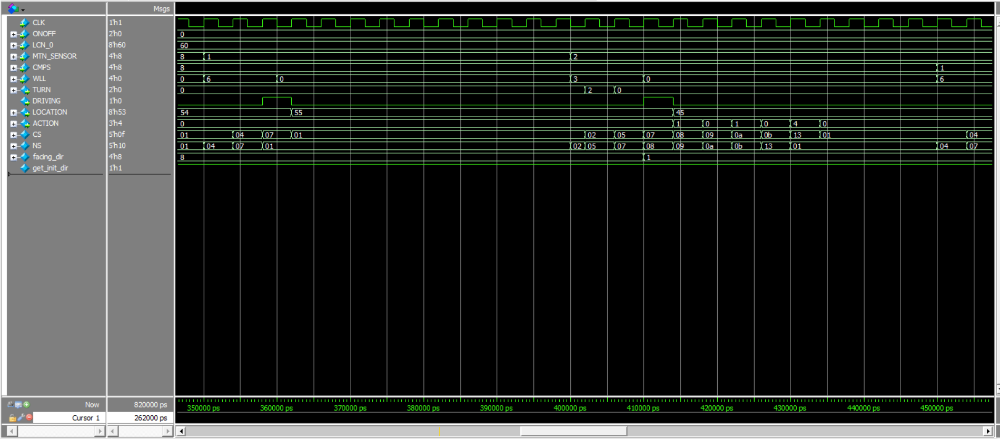 Msgs
CLK 1'h1
ONOFF 2'h0 0
LCN_0 8'h60 60
MTN_SENSOR 4'h8 8 1 2
CMPS 4'h8 8 1
WLL 4'h0 0 6 0 3 0 6
TURN 2'h0 0 2 0
DRIVING 1'h0
LOCATION 8'h53 54 55 45
ACTION 3'h4 0 1 0 1 0 4 0
CS 5'h0f 01 04 07 01 02 05 07 08 09 0a 0b 13 01 04
NS 5'h10 01 04 07 01 02 05 07 08 09 0a 0b 13 01 04 07
facing_dir 4'h8 8 1
get_init_dir 1'h1
Now 820000 ps 350000 ps 360000 ps 370000 ps 380000 ps 390000 ps 400000 ps 410000 ps 420000 ps 430000 ps 440000 ps 450000 ps
Cursor 1 262000 ps